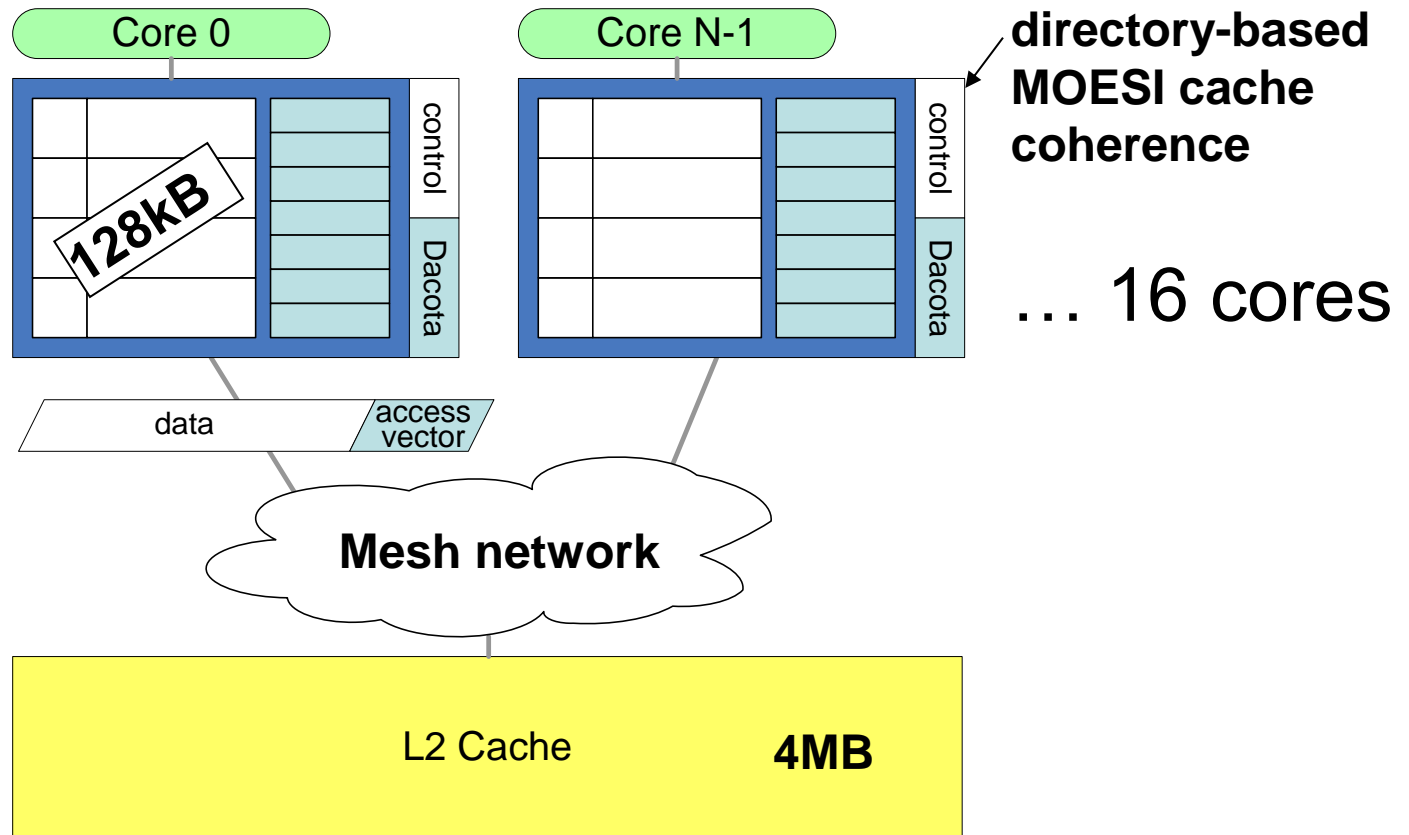 Core 0
Core N-1
directory-based
MOESI cache
coherence
control
Dacota
128kB
control
Dacota
… 16 cores
data
access
vector
Mesh network
L2 Cache
4MB